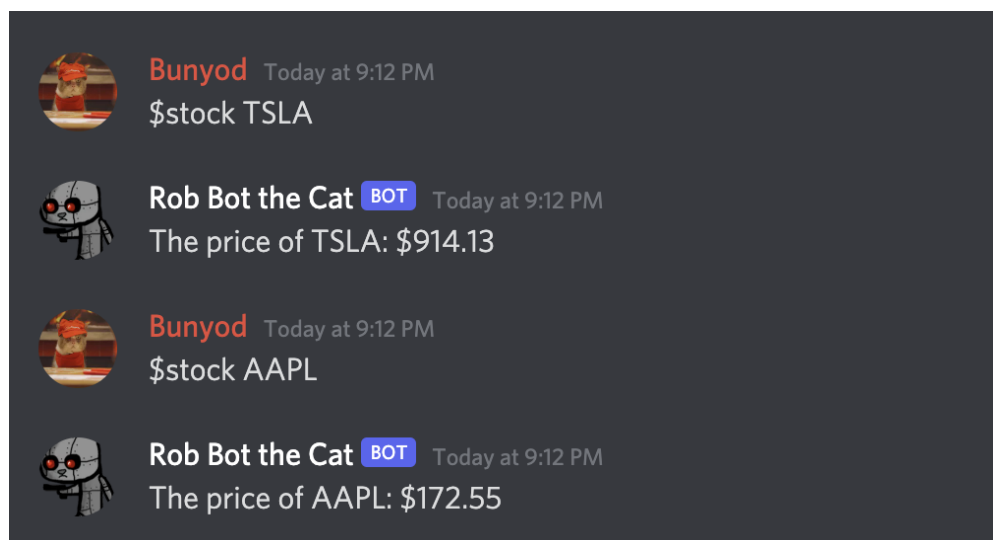 Bunyod Today at 9:12 PM
$stock TSLA
Rob Bot the Cat BOT Today at 9:12 PM
The price of TSLA: $914.13
Bunyod Today at 9:12 PM
$stock AAPL
Rob Bot the Cat BOT Today at 9:12 PM
The price of AAPL: $172.55